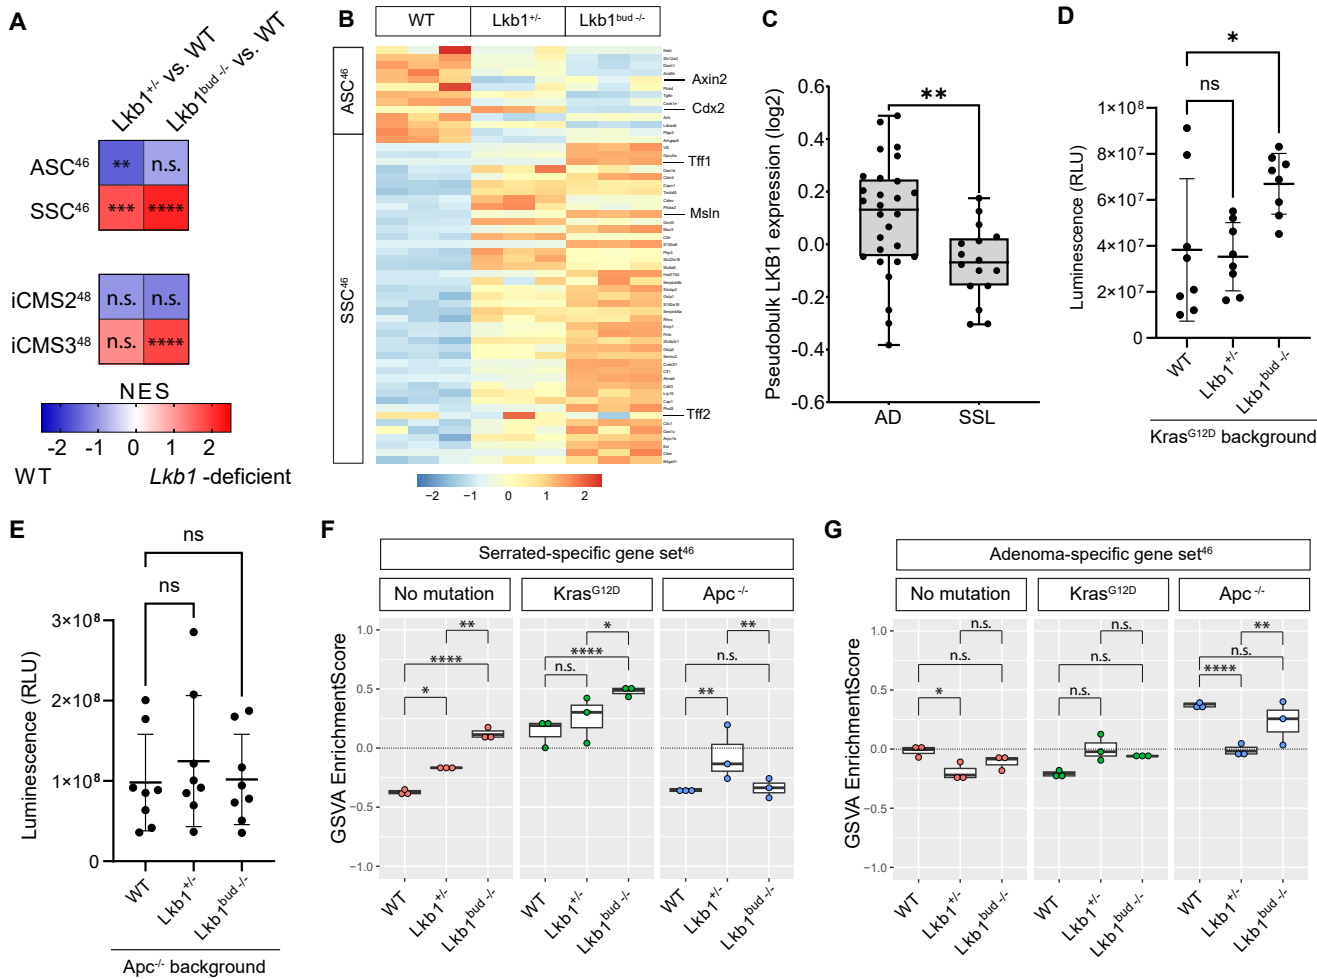 A
Lkb1+/- vs. WT
Lkb1bud -/- vs. WT
ASC46
** n.s.
SSC46
*** ****
iCMS248
n.s. n.s.
iCMS348
n.s. ****
NES
-2 -1 0 1 2
WT Lkb1 -deficient
B
WT Lkb1+/- Lkb1bud -/-
ASC46
SSC46
Axin2
Cdx2
Tff1
Msln
Tff2
−2 −1 0 1 2
C
**
Pseudobulk LKB1 expression (log2)
0.6
0.4
0.2
0.0
-0.2
-0.4
-0.6
AD SSL
D
*
ns
Luminescence (RLU)
1×10⁸
8×10⁷
6×10⁷
4×10⁷
2×10⁷
0
WT
Lkb1+/-
Lkb1bud -/-
KrasG12D background
E
ns
ns
Luminescence (RLU)
3×10⁸
2×10⁸
1×10⁸
0
WT
Lkb1+/-
Lkb1bud -/-
Apc-/- background
F
Serrated-specific gene set46
No mutation KrasG12D Apc -/-
GSVA EnrichmentScore
1.0
0.5
0.0
−0.5
−1.0
**
****
*
*
****
n.s.
**
n.s.
**
WT
Lkb1+/-
Lkb1bud -/-
WT
Lkb1+/-
Lkb1bud -/-
WT
Lkb1+/-
Lkb1bud -/-
G
Adenoma-specific gene set46
No mutation KrasG12D Apc -/-
GSVA EnrichmentScore
1.0
0.5
0.0
−0.5
−1.0
n.s.
n.s.
*
n.s.
n.s.
n.s.
**
n.s.
****
WT
Lkb1+/-
Lkb1bud -/-
WT
Lkb1+/-
Lkb1bud -/-
WT
Lkb1+/-
Lkb1bud -/-